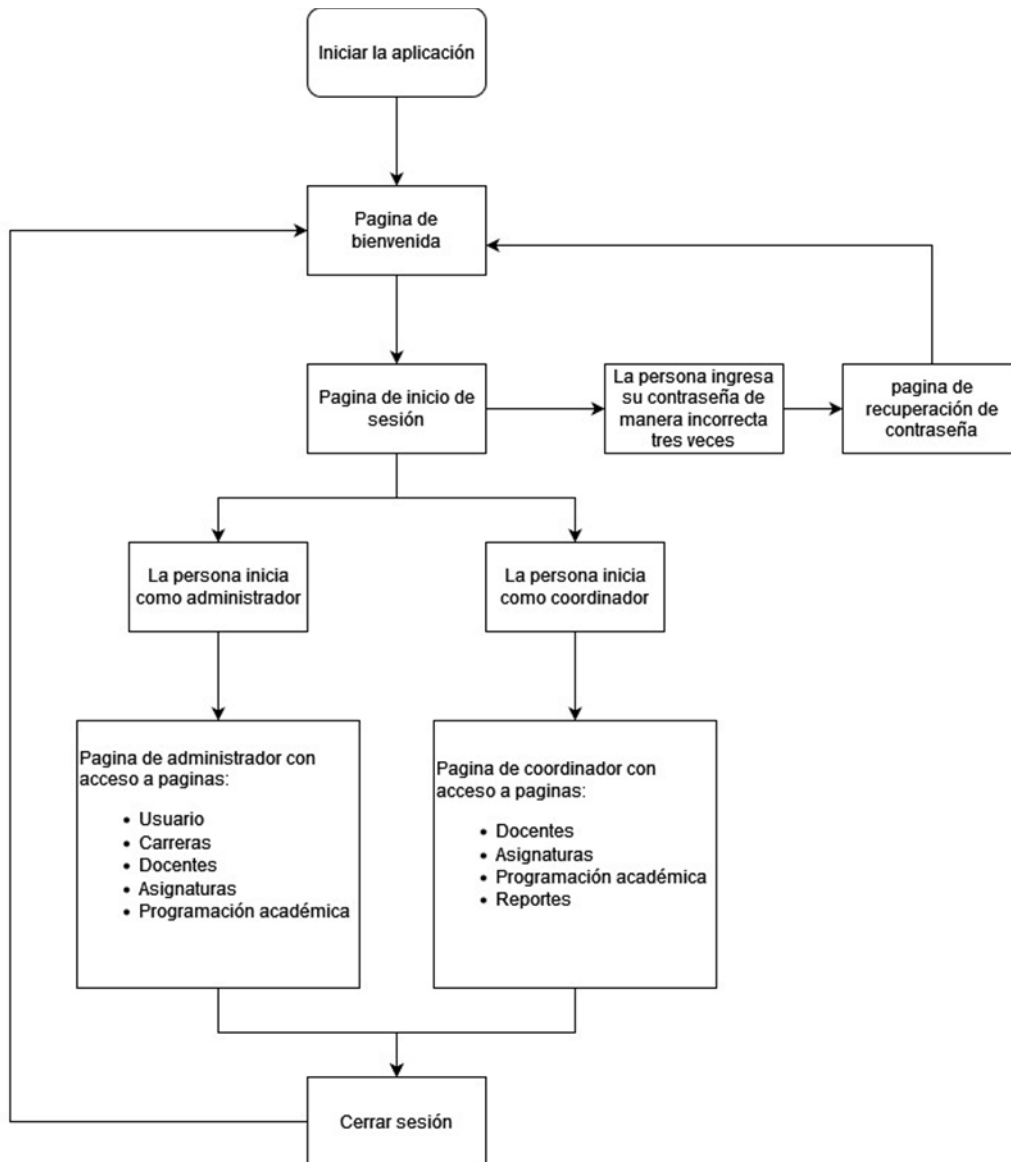 Iniciar la aplicación
Pagina de
bienvenida
Pagina de inicio de
sesión
La persona ingresa
su contraseña de
manera incorrecta
tres veces
pagina de
recuperación de
contraseña
La persona inicia
como administrador
La persona inicia
como coordinador
Pagina de administrador con
acceso a paginas:
• Usuario
• Carreras
• Docentes
• Asignaturas
• Programación académica
Pagina de coordinador con
acceso a paginas:
• Docentes
• Asignaturas
• Programación académica
• Reportes
Cerrar sesión